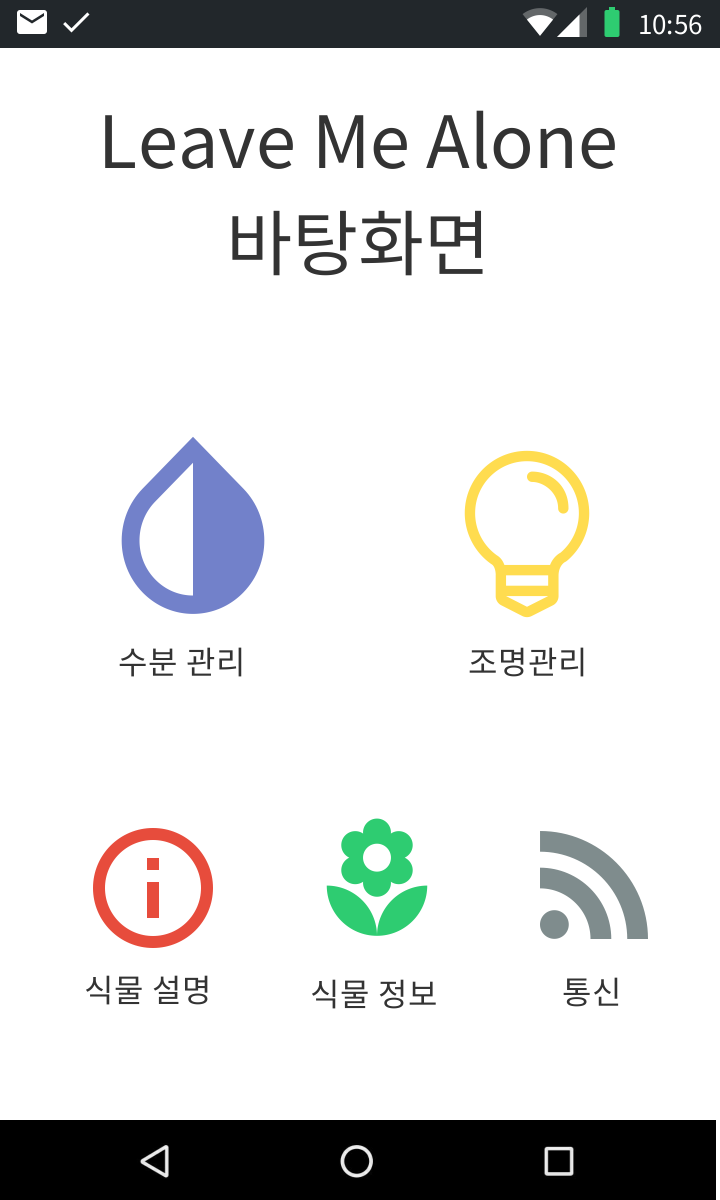 10:56
Leave Me Alone
바탕화면
수분 관리
조명관리
식물 설명
식물 정보
통신